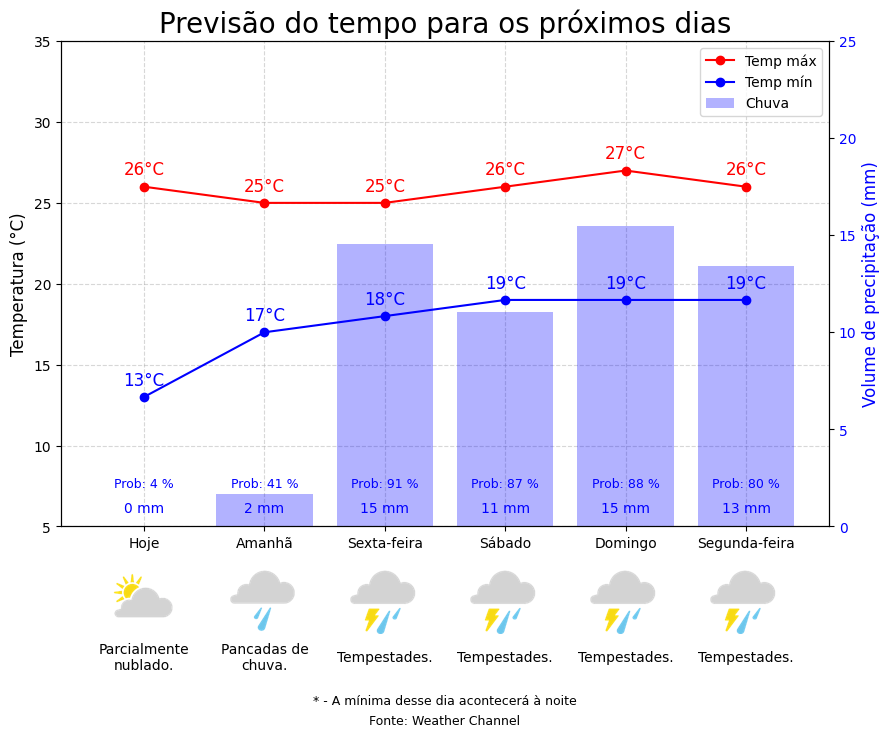 Previsão do tempo para os próximos dias
35
30
25
20
15
10
5
Temperatura (°C)
25
20
15
10
5
0
Volume de precipitação (mm)
Temp máx
Temp mín
Chuva
26°C
25°C
25°C
26°C
27°C
26°C
13°C
17°C
18°C
19°C
19°C
19°C
Prob: 4 %
Prob: 41 %
Prob: 91 %
Prob: 87 %
Prob: 88 %
Prob: 80 %
0 mm
2 mm
15 mm
11 mm
15 mm
13 mm
Hoje
Amanhã
Sexta-feira
Sábado
Domingo
Segunda-feira
Parcialmente
nublado.
Pancadas de
chuva.
Tempestades.
Tempestades.
Tempestades.
Tempestades.
* - A mínima desse dia acontecerá à noite
Fonte: Weather Channel